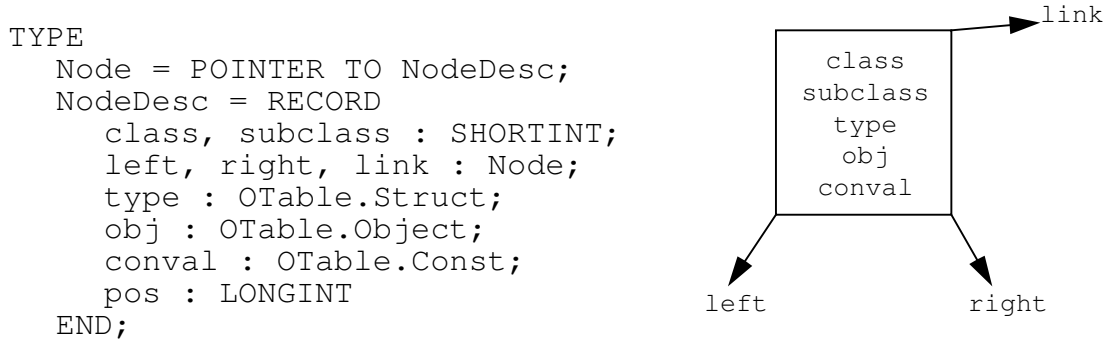 TYPE
Node = POINTER TO NodeDesc;
NodeDesc = RECORD
class, subclass : SHORTINT;
left, right, link : Node;
type : OTable.Struct;
obj : OTable.Object;
conval : OTable.Const;
pos : LONGINT
END;
link
class
subclass
type
obj
conval
left
right